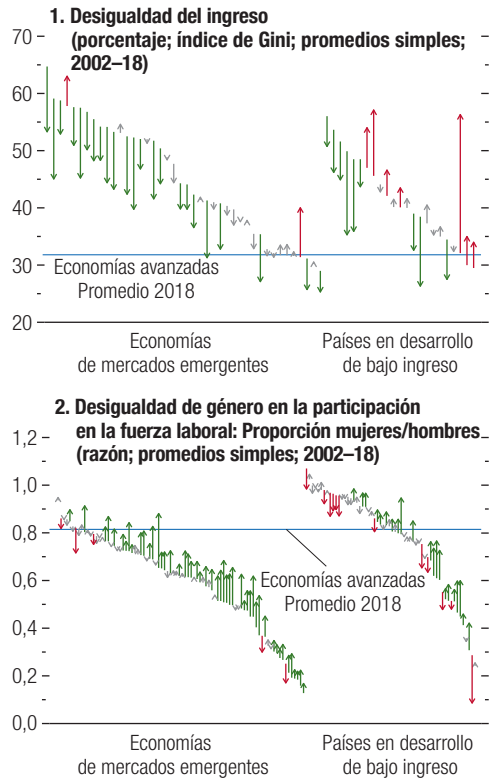 1. Desigualdad del ingreso
(porcentaje; índice de Gini; promedios simples;
2002–18)
70
60
50
40
30
20
Economías avanzadas
Promedio 2018
Economías
de mercados emergentes
Países en desarrollo
de bajo ingreso
2. Desigualdad de género en la participación
en la fuerza laboral: Proporción mujeres/hombres
(razón; promedios simples; 2002–18)
1,2
1,0
0,8
0,6
0,4
0,2
0,0
Economías avanzadas
Promedio 2018
Economías
de mercados emergentes
Países en desarrollo
de bajo ingreso